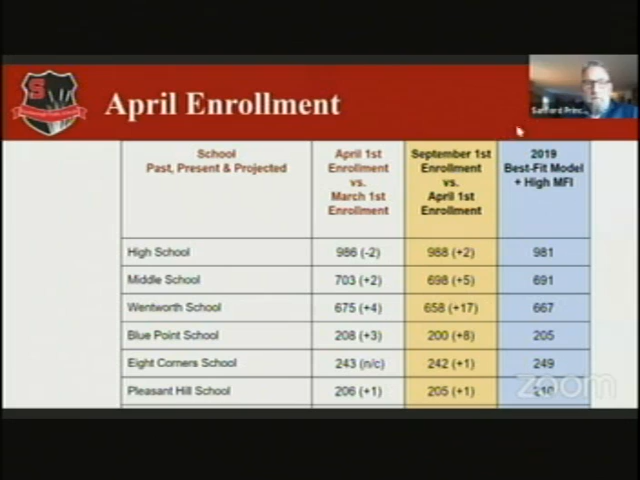 S
April Enrollment
Sanford Princ...
School
Past, Present & Projected
April 1st
Enrollment
vs.
March 1st
Enrollment
September 1st
Enrollment
vs.
April 1st
Enrollment
2019
Best-Fit Model
+ High MFI
High School 986 (-2) 988 (+2) 981
Middle School 703 (+2) 698 (+5) 691
Wentworth School 675 (+4) 658 (+17) 667
Blue Point School 208 (+3) 200 (+8) 205
Eight Corners School 243 (n/c) 242 (+1) 249
Pleasant Hill School 206 (+1) 205 (+1) 210
zoom